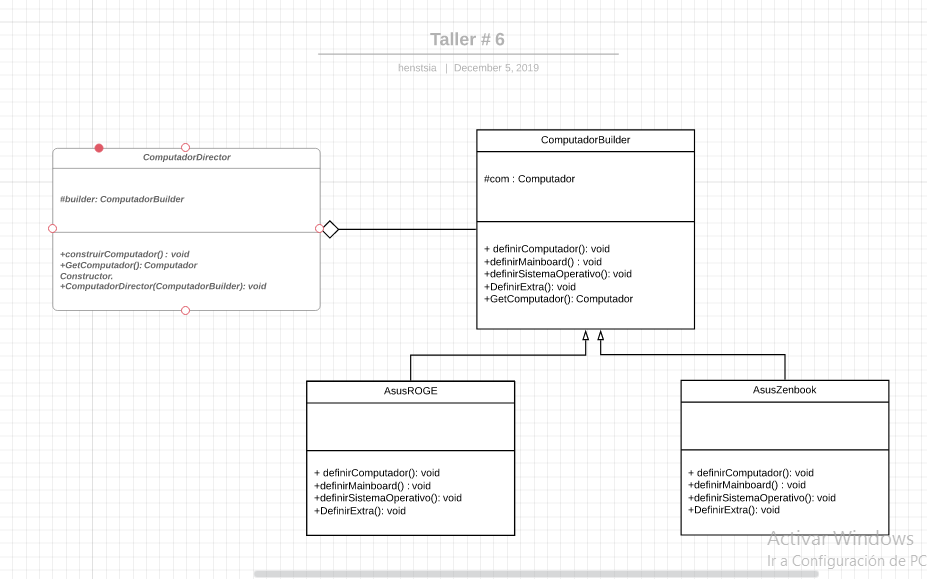 Taller # 6
henstsia | December 5, 2019
ComputadorDirector
#builder: ComputadorBuilder
+construirComputador() : void
+GetComputador(): Computador
Constructor.
+ComputadorDirector(ComputadorBuilder): void
ComputadorBuilder
#com : Computador
+ definirComputador(): void
+definirMainboard() : void
+definirSistemaOperativo(): void
+DefinirExtra(): void
+GetComputador(): Computador
AsusROGE
+ definirComputador(): void
+definirMainboard() : void
+definirSistemaOperativo(): void
+DefinirExtra(): void
AsusZenbook
+ definirComputador(): void
+definirMainboard() : void
+definirSistemaOperativo(): void
+DefinirExtra(): void
Activar Windows
Ir a Configuración de PC